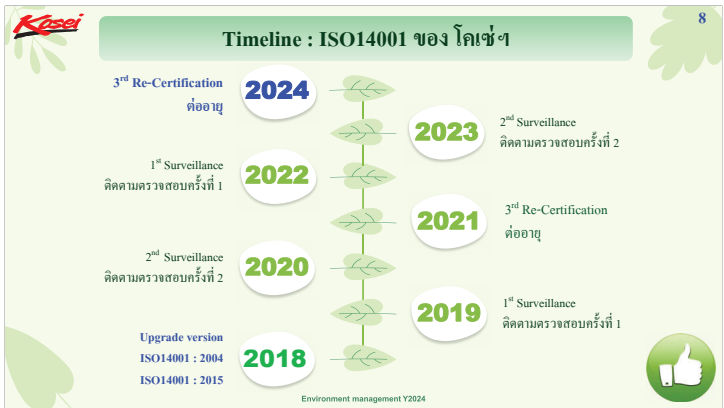 Kosei
8
Timeline : ISO14001 ของ โคเซ่ฯ
3rd Re-Certification
ต่ออายุ
2024
2023
2nd Surveillance
ติดตามตรวจสอบครั้งที่ 2
1st Surveillance
ติดตามตรวจสอบครั้งที่ 1
2022
2021
3rd Re-Certification
ต่ออายุ
2nd Surveillance
ติดตามตรวจสอบครั้งที่ 2
2020
2019
1st Surveillance
ติดตามตรวจสอบครั้งที่ 1
Upgrade version
ISO14001 : 2004
ISO14001 : 2015
2018
Environment management Y2024